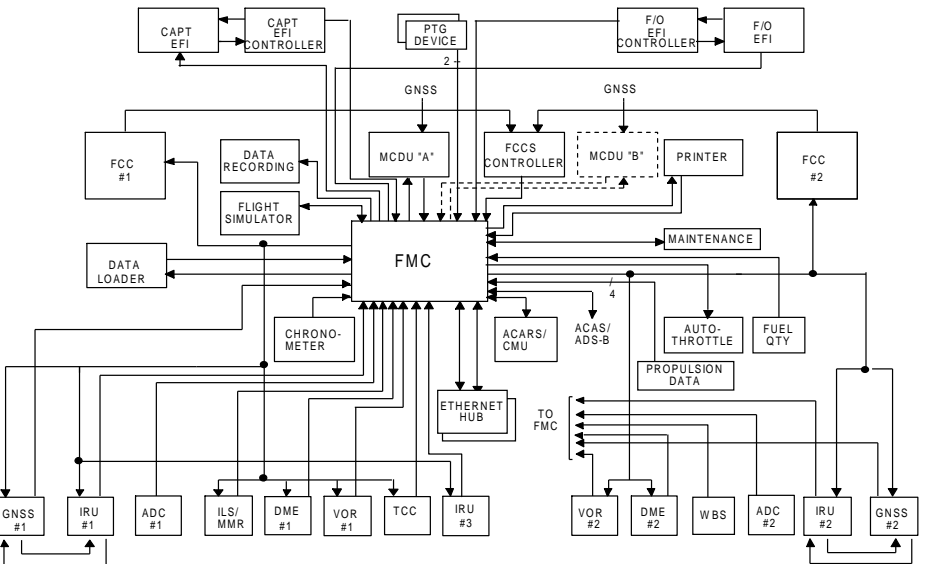 CAPT
EFI
CAPT
EFI
CONTROLLER
PTG
DEVICE
2
F/O
EFI
CONTROLLER
F/O
EFI
GNSS
GNSS
FCC
#1
DATA
RECORDING
MCDU "A"
FCCS
CONTROLLER
MCDU "B"
PRINTER
FCC
#2
FLIGHT
SIMULATOR
FMC
MAINTENANCE
DATA
LOADER
/
4
CHRONO-
METER
ACARS/
CMU
ACAS/
ADS-B
AUTO-
THROTTLE
FUEL
QTY
PROPULSION
DATA
ETHERNET
HUB
TO
FMC
GNSS
#1
IRU
#1
ADC
#1
ILS/
MMR
DME
#1
VOR
#1
TCC
IRU
#3
VOR
#2
DME
#2
WBS
ADC
#2
IRU
#2
GNSS
#2